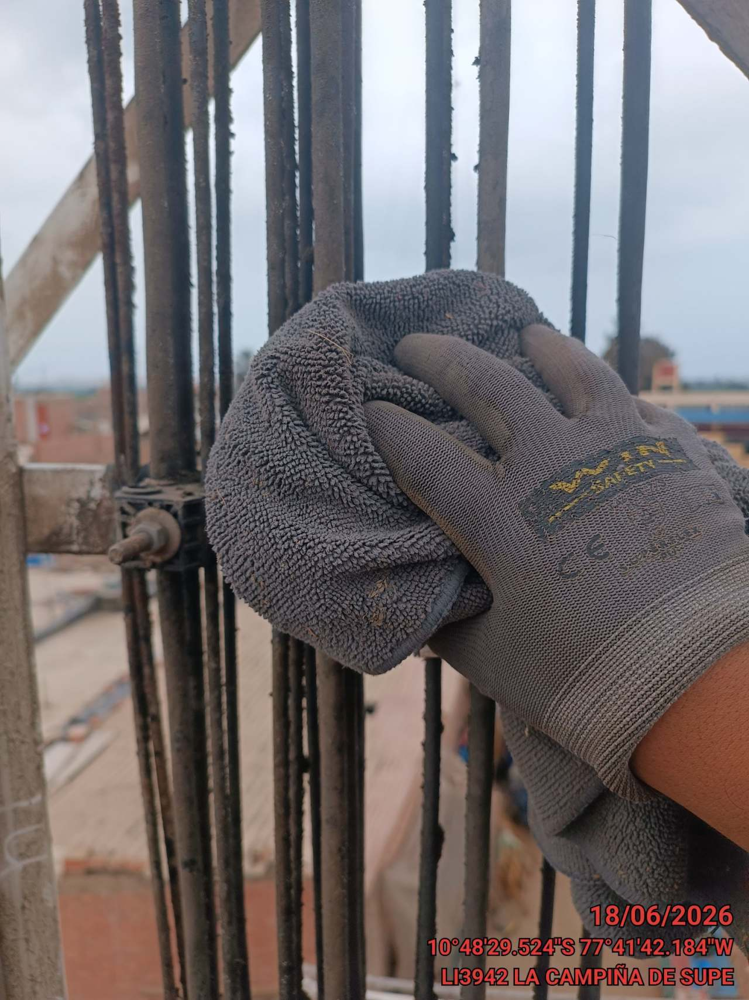 WIN
SAFETY
CE
18/06/2026
10°48'29.524"S 77°41'42.184"W
LI3942 LA CAMPIÑA DE SUPE